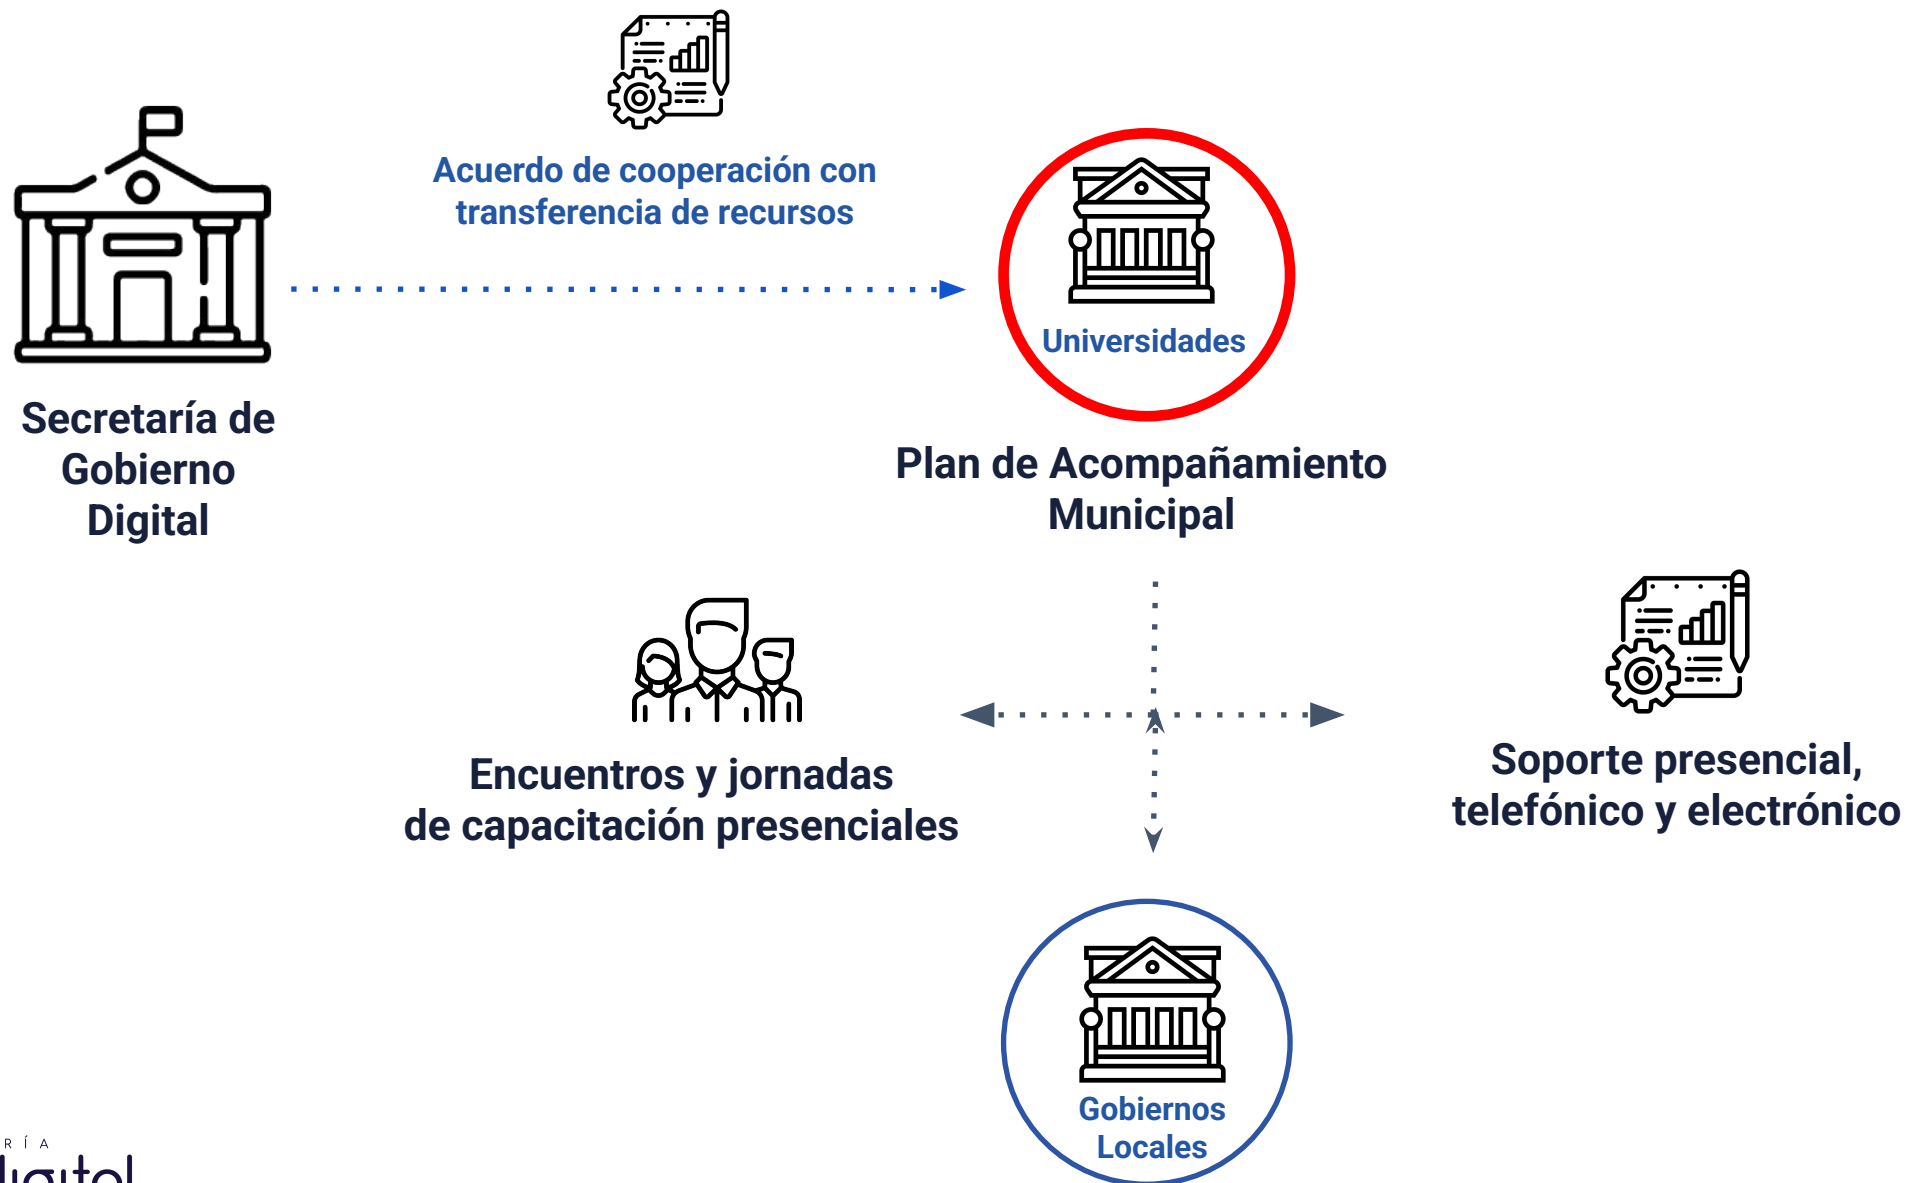 Acuerdo de cooperación con
transferencia de recursos
Universidades
Secretaría de
Gobierno
Digital
Plan de Acompañamiento
Municipal
Encuentros y jornadas
de capacitación presenciales
Soporte presencial,
telefónico y electrónico
Gobiernos
Locales
RÍA